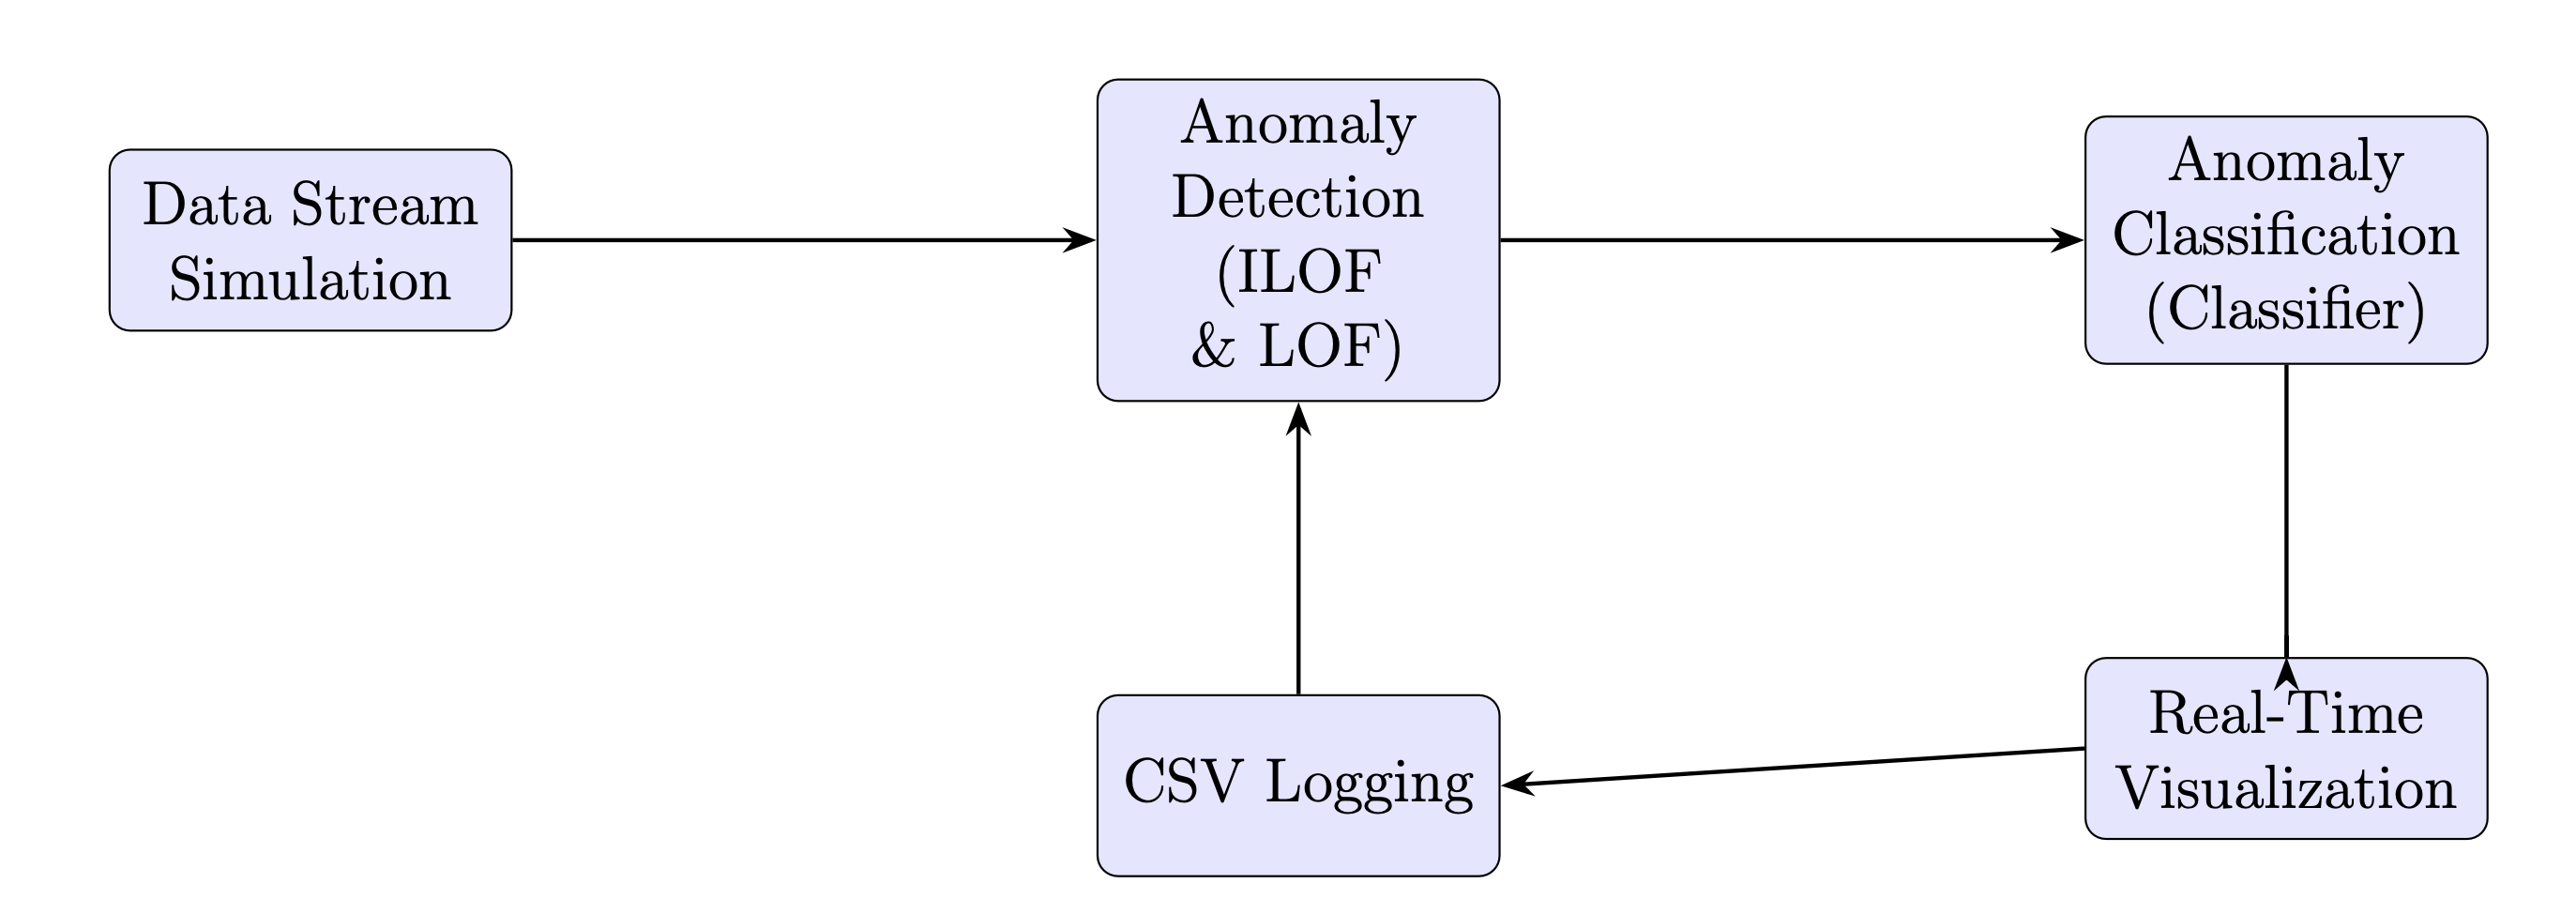 Data Stream
Simulation
Anomaly
Detection
(ILOF
& LOF)
Anomaly
Classification
(Classifier)
CSV Logging
Real-Time
Visualization